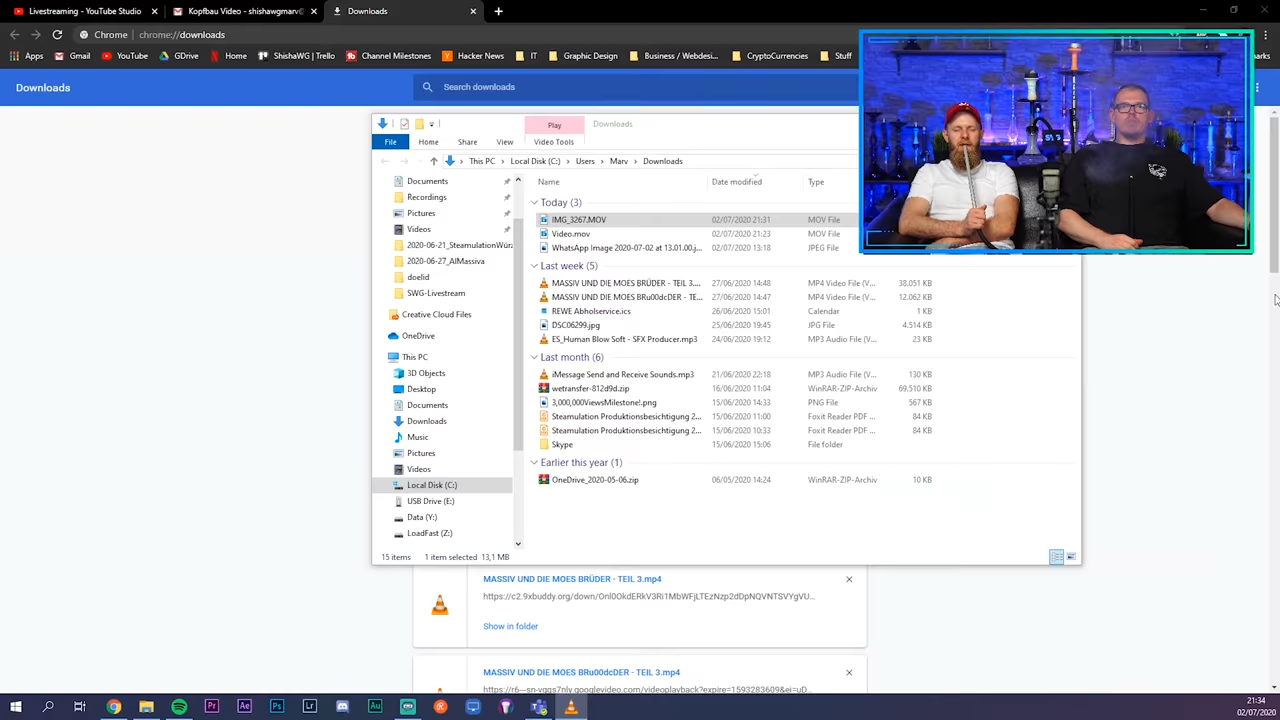 Livestreaming - YouTube Studio
Kopfbau Video - shishawgmarv@
Downloads
Chrome | chrome://downloads
Apps
Gmail
YouTube
GDrive
Home
ShishaWG | Trello
Channel Milestones
Hacker News
IT
Graphic Design
Business / Webdesi...
CryptoCurrencies
Stuff
Downloads
Search downloads
Play
Downloads
File
Home
Share
View
Video Tools
This PC > Local Disk (C:) > Users > Marv > Downloads
Name
Date modified
Type
Documents
Recordings
Pictures
Videos
2020-06-21_SteamulationWürz
2020-06-27_AlMassiva
doelid
SWG-Livestream
Creative Cloud Files
OneDrive
This PC
3D Objects
Desktop
Documents
Downloads
Music
Pictures
Videos
Local Disk (C:)
USB Drive (E:)
Data (Y:)
LoadFast (Z:)
Today (3)
IMG_3267.MOV 02/07/2020 21:31 MOV File
Video.mov 02/07/2020 21:23 MOV File
WhatsApp Image 2020-07-02 at 13.01.00.j... 02/07/2020 13:18 JPEG File
Last week (5)
MASSIV UND DIE MOES BRÜDER - TEIL 3.... 27/06/2020 14:48 MP4 Video File (V... 38.051 KB
MASSIV UND DIE MOES BRu00dcDER - TE... 27/06/2020 14:47 MP4 Video File (V... 12.062 KB
REWE Abholservice.ics 26/06/2020 15:01 Calendar 1 KB
DSC06299.jpg 25/06/2020 19:45 JPG File 4.514 KB
ES_Human Blow Soft - SFX Producer.mp3 24/06/2020 19:12 MP3 Audio File (V... 23 KB
Last month (6)
iMessage Send and Receive Sounds.mp3 21/06/2020 22:18 MP3 Audio File (V... 130 KB
wetransfer-812d9d.zip 16/06/2020 11:04 WinRAR-ZIP-Archiv 69.510 KB
3,000,000ViewsMilestone!.png 15/06/2020 14:33 PNG File 567 KB
Steamulation Produktionsbesichtigung 2... 15/06/2020 11:00 Foxit Reader PDF ... 84 KB
Steamulation Produktionsbesichtigung 2... 15/06/2020 10:33 Foxit Reader PDF ... 84 KB
Skype 15/06/2020 15:06 File folder
Earlier this year (1)
OneDrive_2020-05-06.zip 06/05/2020 14:24 WinRAR-ZIP-Archiv 10 KB
15 items 1 item selected 13,1 MB
MASSIV UND DIE MOES BRÜDER - TEIL 3.mp4
Show in folder
MASSIV UND DIE MOES BRu00dcDER - TEIL 3.mp4
21:34
02/07/2020